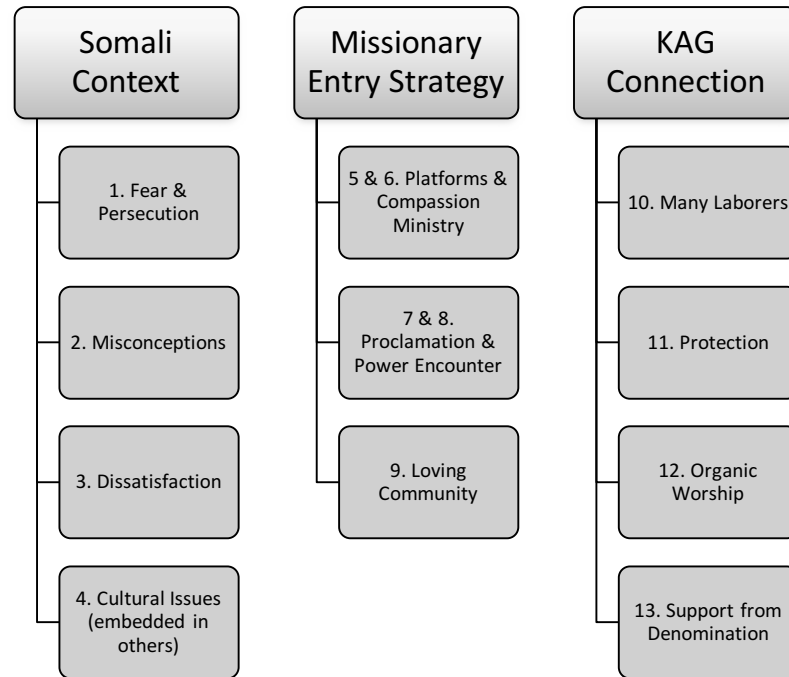 Somali
Context
1. Fear &
Persecution
2. Misconceptions
3. Dissatisfaction
4. Cultural Issues
(embedded in
others)
Missionary
Entry Strategy
5 & 6. Platforms &
Compassion
Ministry
7 & 8.
Proclamation &
Power Encounter
9. Loving
Community
KAG
Connection
10. Many Laborers
11. Protection
12. Organic
Worship
13. Support from
Denomination